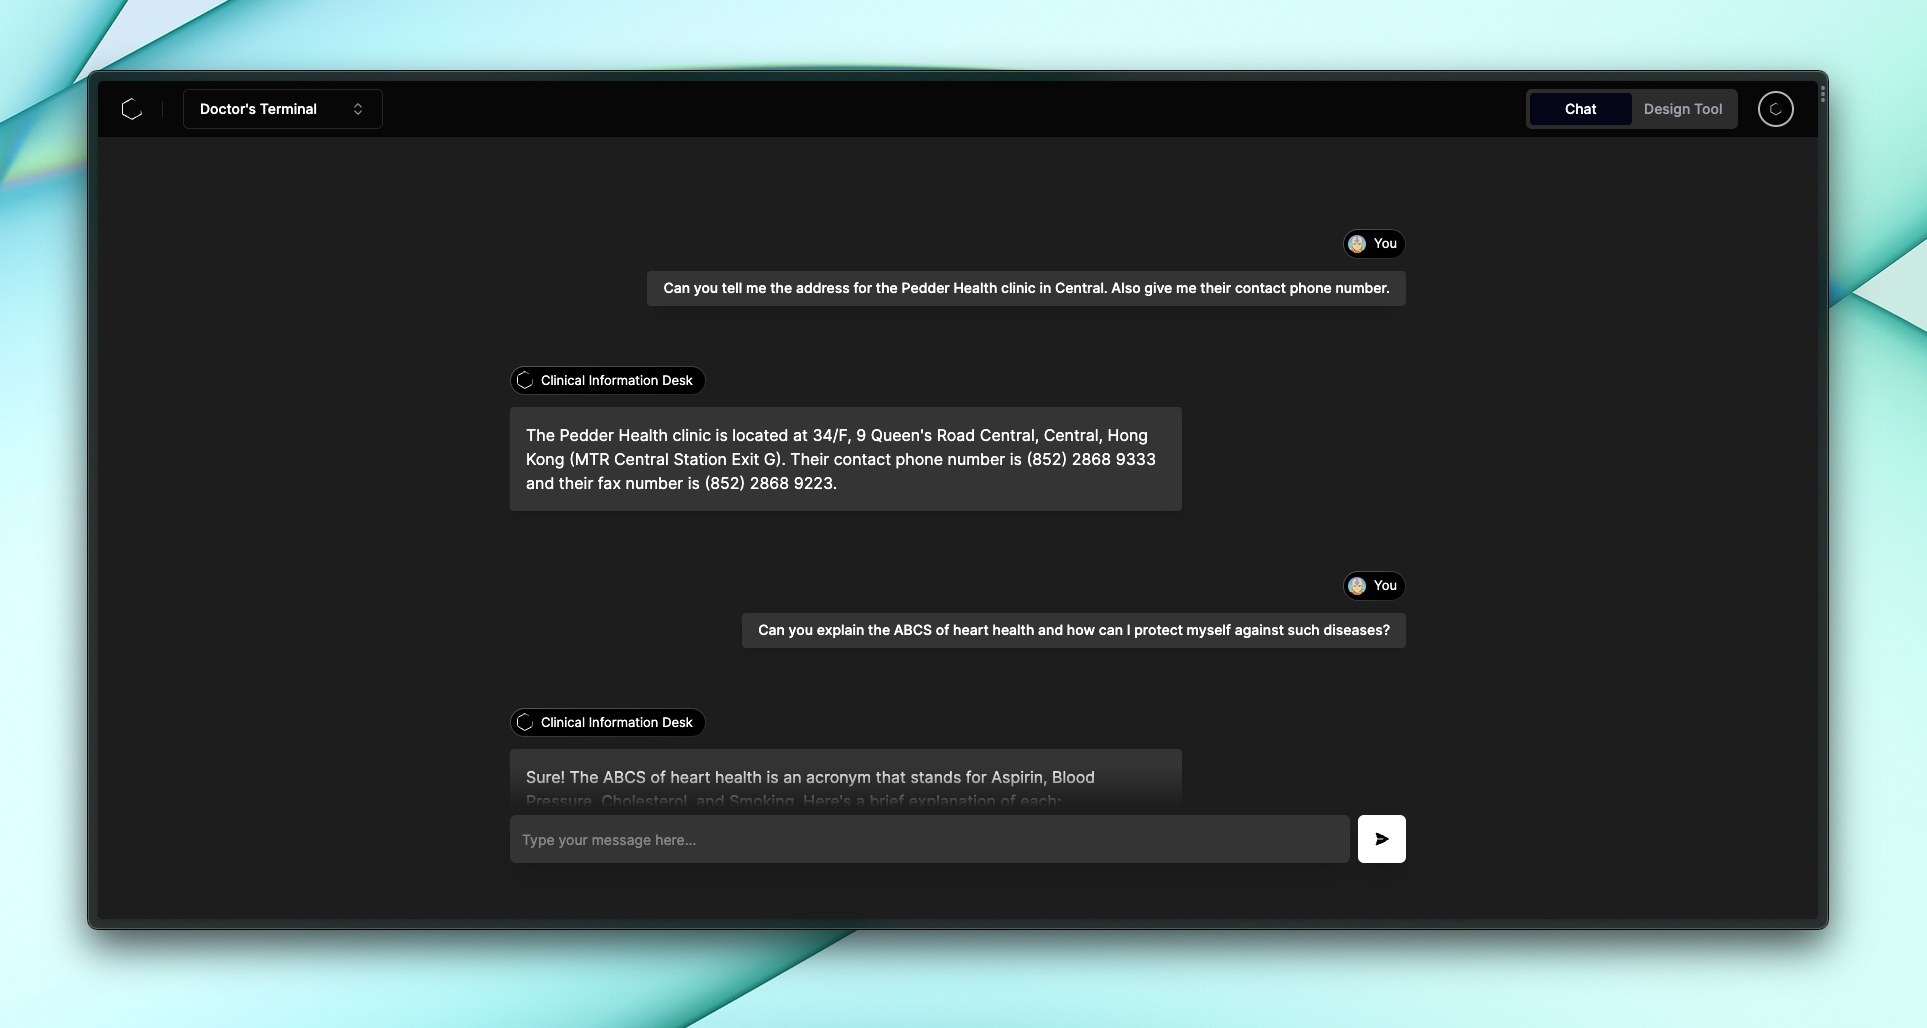 Doctor's Terminal
Chat
Design Tool
You
Can you tell me the address for the Pedder Health clinic in Central. Also give me their contact phone number.
Clinical Information Desk
The Pedder Health clinic is located at 34/F, 9 Queen's Road Central, Central, Hong
Kong (MTR Central Station Exit G). Their contact phone number is (852) 2868 9333
and their fax number is (852) 2868 9223.
You
Can you explain the ABCS of heart health and how can I protect myself against such diseases?
Clinical Information Desk
Sure! The ABCS of heart health is an acronym that stands for Aspirin, Blood
Pressure, Cholesterol, and Smoking. Here's a brief explanation of each:
Type your message here...